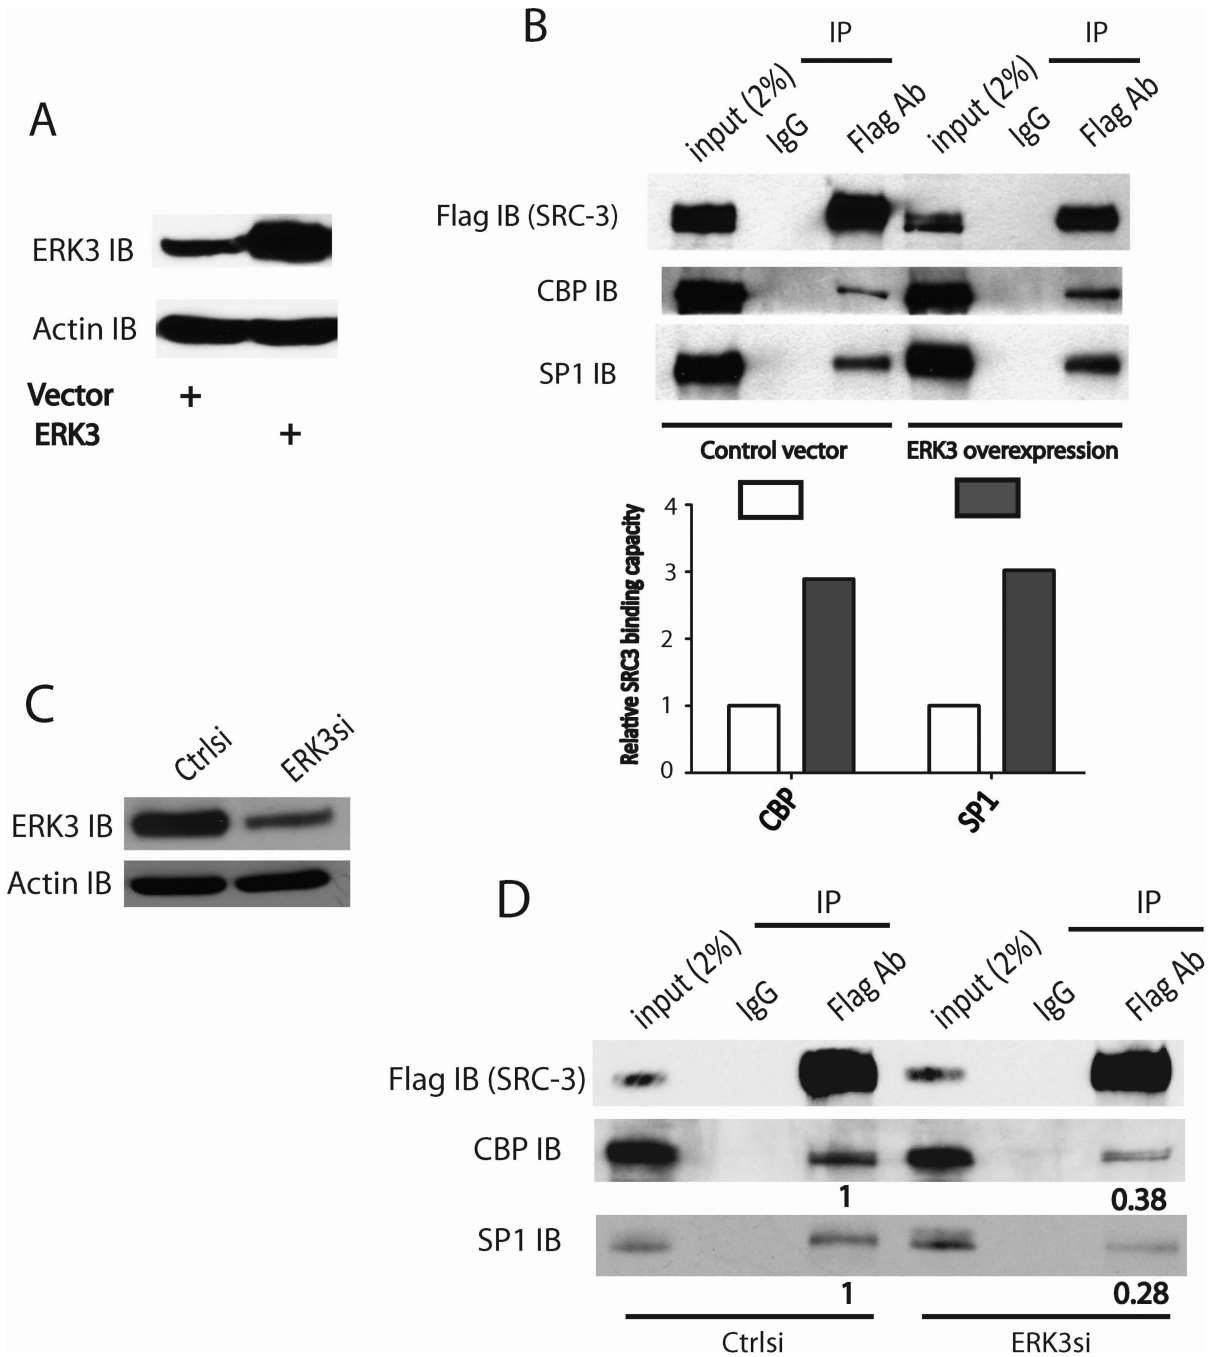 A
ERK3 IB
Actin IB
Vector +
ERK3 +
B
IP IP
input (2%) IgG Flag Ab input (2%) IgG Flag Ab
Flag IB (SRC-3)
CBP IB
SP1 IB
Control vector ERK3 overexpression
Relative SRC3 binding capacity
4
3
2
1
0
CBP SP1
C
Ctrlsi ERK3si
ERK3 IB
Actin IB
D
IP IP
input (2%) IgG Flag Ab input (2%) IgG Flag Ab
Flag IB (SRC-3)
CBP IB
1 0.38
SP1 IB
1 0.28
Ctrlsi ERK3si